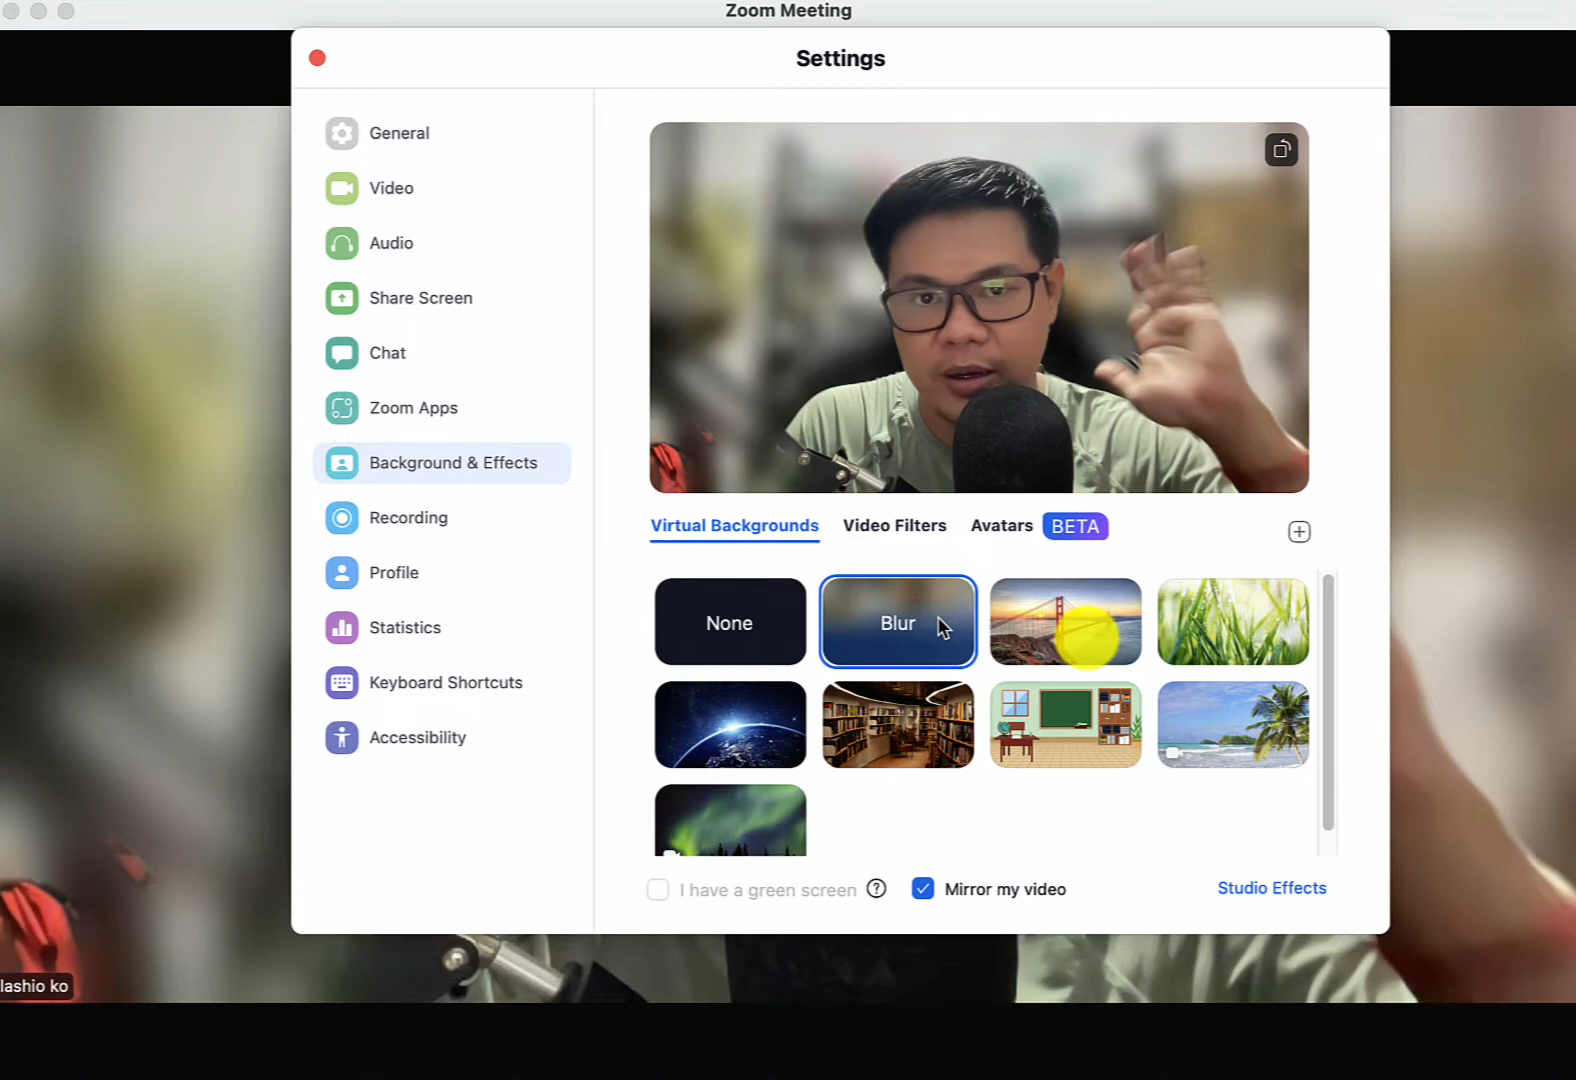 Zoom Meeting
Settings
General
Video
Audio
Share Screen
Chat
Zoom Apps
Background & Effects
Recording
Profile
Statistics
Keyboard Shortcuts
Accessibility
Virtual Backgrounds
Video Filters
Avatars BETA
None
Blur
I have a green screen
Mirror my video
Studio Effects
lashio ko